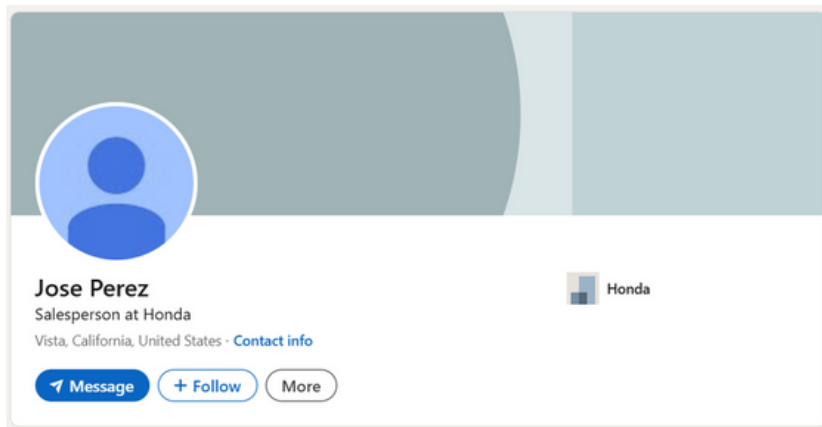 Jose Perez
Honda
Salesperson at Honda
Vista, California, United States · Contact info
Message
+ Follow
More